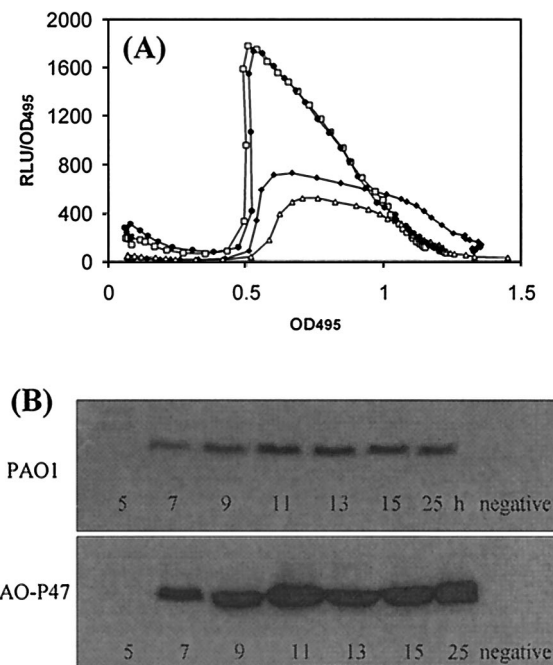 (A)
2000
1600
1200
800
400
0
RLU/OD495
0 0.5 1 1.5
OD495
(B)
PAO1
5 7 9 11 13 15 25 h negative
AO-P47
5 7 9 11 13 15 25 negative